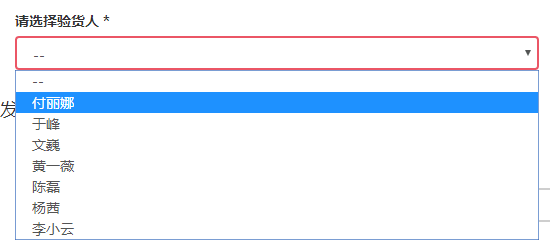 请选择验货人 *
--
--
付丽娜
发
于峰
文巍
黄一薇
陈磊
杨茜
李小云